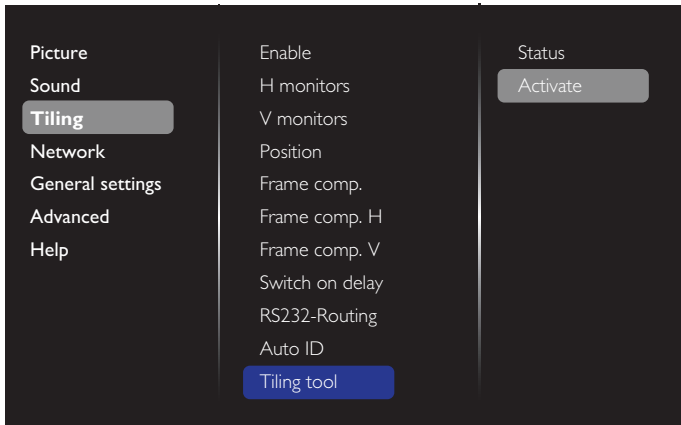 Picture
Sound
Tiling
Network
General settings
Advanced
Help
Enable
H monitors
V monitors
Position
Frame comp.
Frame comp. H
Frame comp. V
Switch on delay
RS232-Routing
Auto ID
Tiling tool
Status
Activate